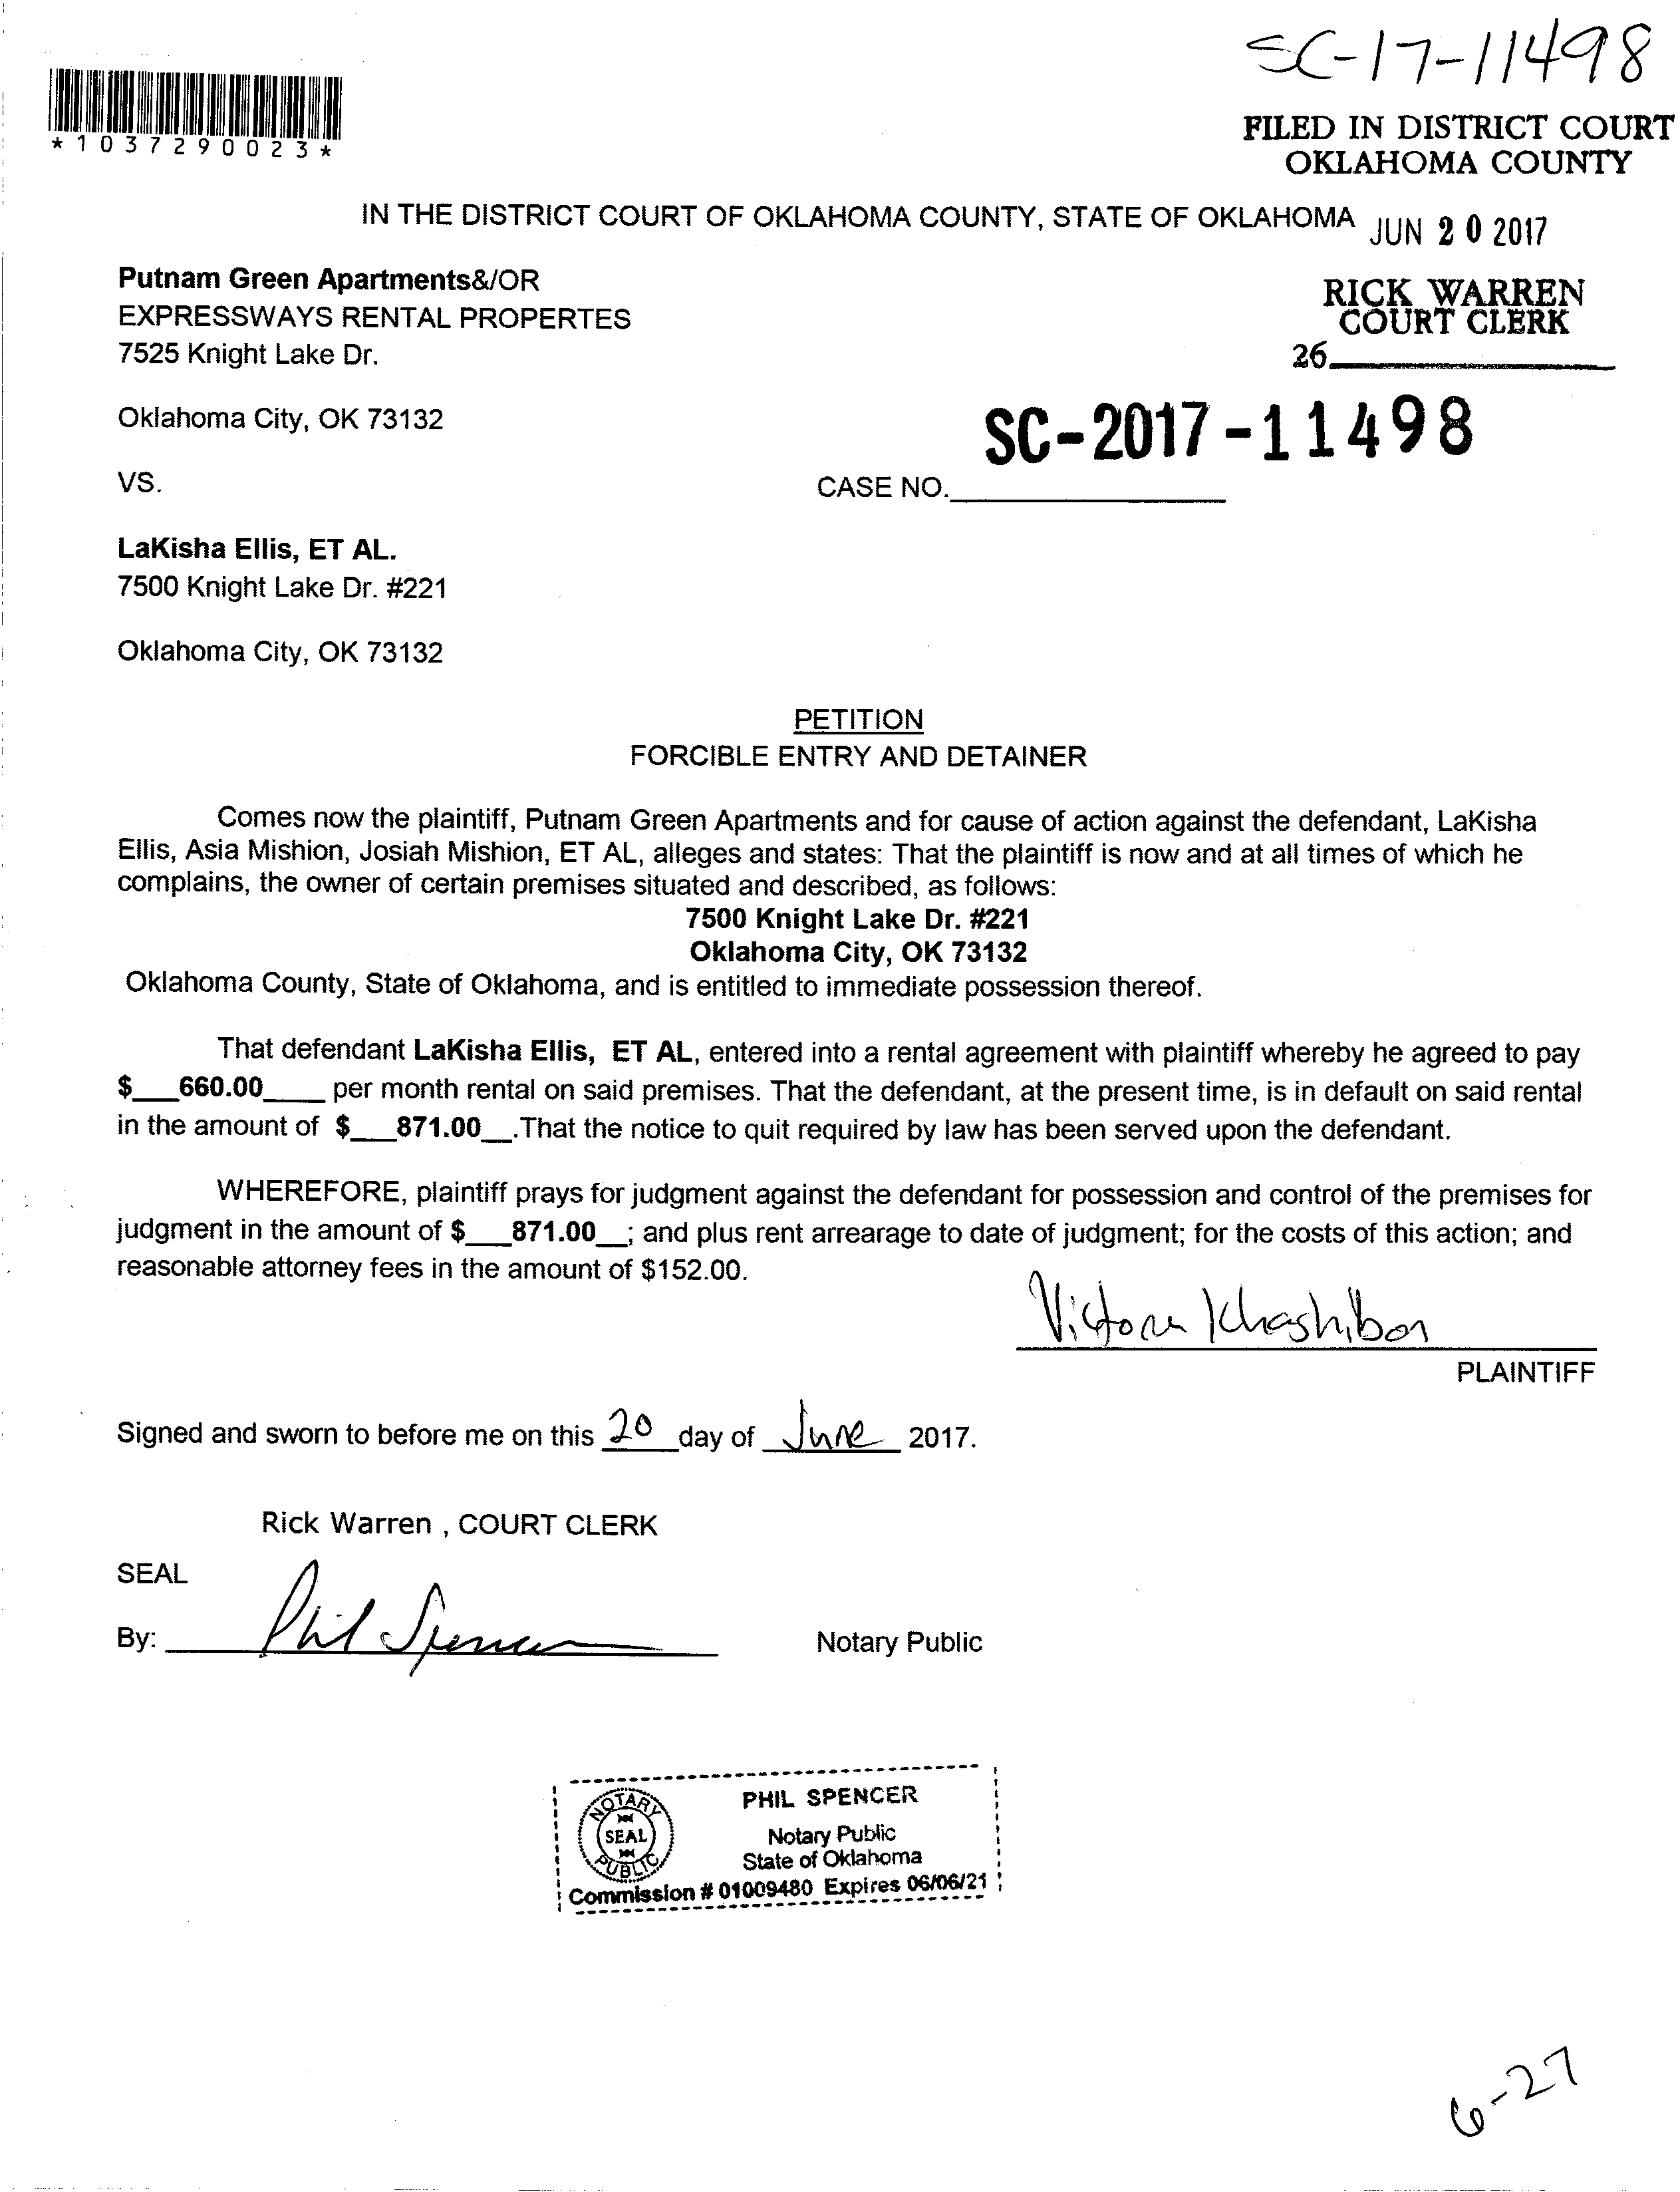 SC-17-11498
*1037290023*
FILED IN DISTRICT COURT
OKLAHOMA COUNTY
IN THE DISTRICT COURT OF OKLAHOMA COUNTY, STATE OF OKLAHOMA
JUN 20 2017
Putnam Green Apartments&/OR
EXPRESSWAYS RENTAL PROPERTES
7525 Knight Lake Dr.
RICK WARREN
COURT CLERK
26
Oklahoma City, OK 73132
SC-2017-11498
VS.
CASE NO.
LaKisha Ellis, ET AL.
7500 Knight Lake Dr. #221
Oklahoma City, OK 73132
PETITION
FORCIBLE ENTRY AND DETAINER
Comes now the plaintiff, Putnam Green Apartments and for cause of action against the defendant, LaKisha
Ellis, Asia Mishion, Josiah Mishion, ET AL, alleges and states: That the plaintiff is now and at all times of which he
complains, the owner of certain premises situated and described, as follows:
7500 Knight Lake Dr. #221
Oklahoma City, OK 73132
Oklahoma County, State of Oklahoma, and is entitled to immediate possession thereof.
That defendant LaKisha Ellis, ET AL, entered into a rental agreement with plaintiff whereby he agreed to pay
$___660.00____ per month rental on said premises. That the defendant, at the present time, is in default on said rental
in the amount of $___871.00__.That the notice to quit required by law has been served upon the defendant.
WHEREFORE, plaintiff prays for judgment against the defendant for possession and control of the premises for
judgment in the amount of $___871.00__; and plus rent arrearage to date of judgment; for the costs of this action; and
reasonable attorney fees in the amount of $152.00.
Victoria Khashibon
PLAINTIFF
Signed and sworn to before me on this 20 day of June 2017.
Rick Warren , COURT CLERK
SEAL
By: Phil Spencer
Notary Public
NOTARY
SEAL
PUBLIC
PHIL SPENCER
Notary Public
State of Oklahoma
Commission # 01009480 Expires 06/06/21
6-27